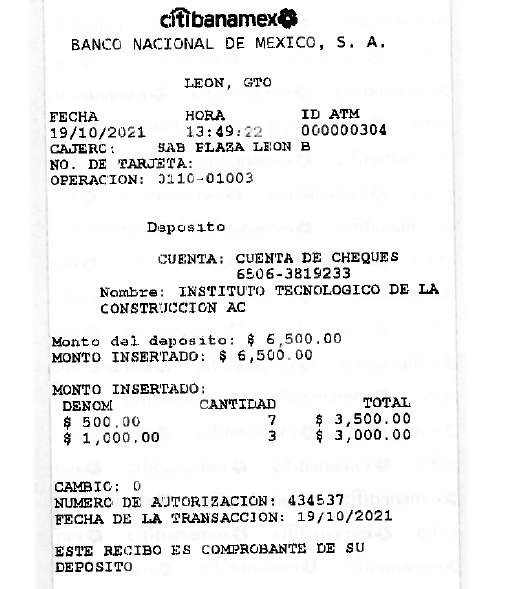 citibanamex
BANCO NACIONAL DE MEXICO, S. A.
LEON, GTO
FECHA HORA ID ATM
19/10/2021 13:49:22 000000304
CAJERO: SAB PLAZA LEON B
NO. DE TARJETA:
OPERACION: 0110-01003
Deposito
CUENTA: CUENTA DE CHEQUES
6506-3819233
Nombre: INSTITUTO TECNOLOGICO DE LA
CONSTRUCCION AC
Monto del deposito: $ 6,500.00
MONTO INSERTADO: $ 6,500.00
MONTO INSERTADO:
DENOM CANTIDAD TOTAL
$ 500.00 7 $ 3,500.00
$ 1,000.00 3 $ 3,000.00
CAMBIO: 0
NUMERO DE AUTORIZACION: 434537
FECHA DE LA TRANSACCION: 19/10/2021
ESTE RECIBO ES COMPROBANTE DE SU
DEPOSITO